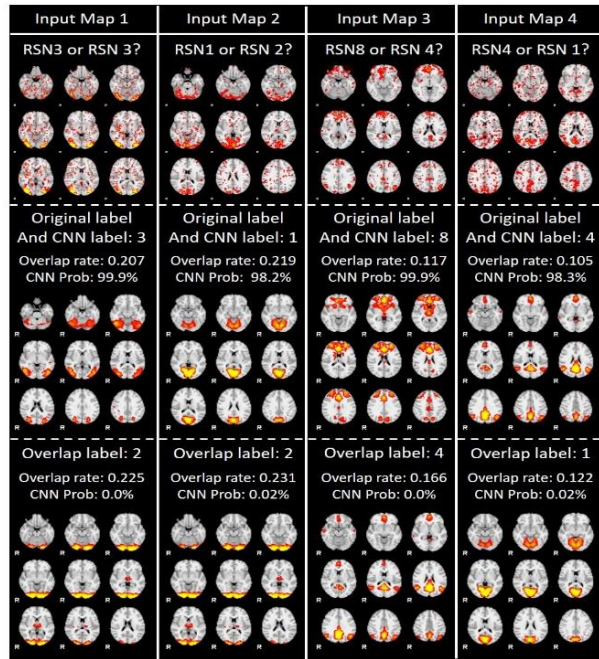 Input Map 1
Input Map 2
Input Map 3
Input Map 4
RSN3 or RSN 3?
RSN1 or RSN 2?
RSN8 or RSN 4?
RSN4 or RSN 1?
Original label
And CNN label: 3
Overlap rate: 0.207
CNN Prob: 99.9%
R
R
R
Original label
And CNN label: 1
Overlap rate: 0.219
CNN Prob: 98.2%
R
R
R
Original label
And CNN label: 8
Overlap rate: 0.117
CNN Prob: 99.9%
R
R
R
Original label
And CNN label: 4
Overlap rate: 0.105
CNN Prob: 98.3%
R
R
R
Overlap label: 2
Overlap rate: 0.225
CNN Prob: 0.0%
R
R
R
Overlap label: 2
Overlap rate: 0.231
CNN Prob: 0.02%
R
R
R
Overlap label: 4
Overlap rate: 0.166
CNN Prob: 0.0%
R
R
R
Overlap label: 1
Overlap rate: 0.122
CNN Prob: 0.02%
R
R
R